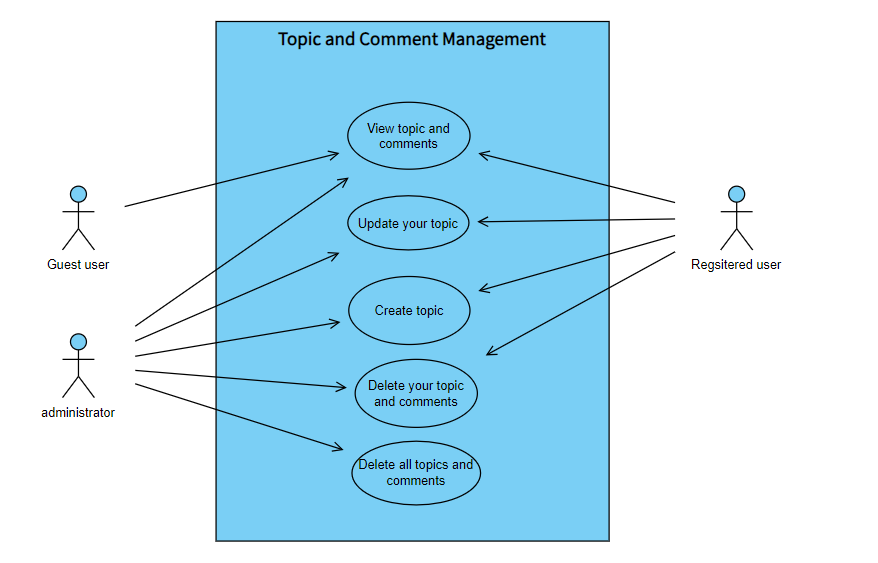 Topic and Comment Management
View topic and
comments
Update your topic
Guest user
Regsitered user
Create topic
Delete your topic
and comments
administrator
Delete all topics and
comments